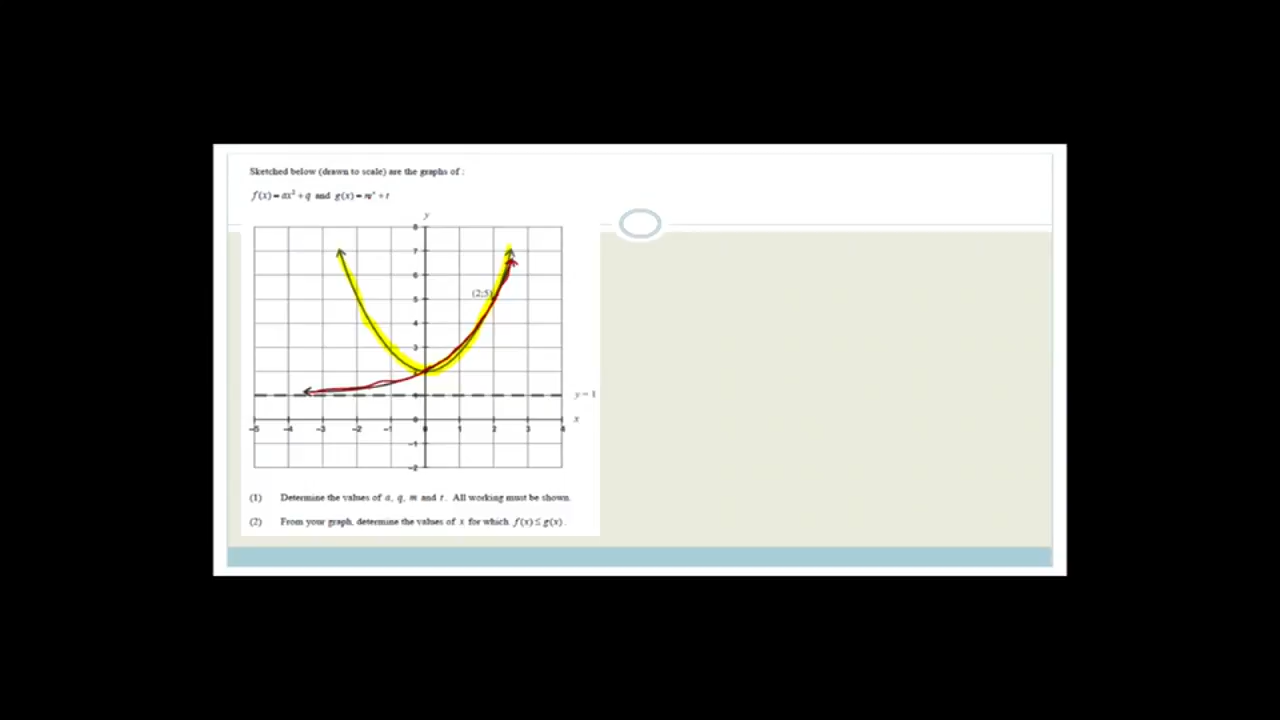 Sketched below (drawn to scale) are the graphs of :
f(x) = ax² + q and g(x) = mˣ + t
y
8
7
6
(2;5)
5
4
3
y = 1
x
0
-5 -4 -3 -2 -1 0 1 2 3 4
-1
-2
(1) Determine the values of a, q, m and t. All working must be shown.
(2) From your graph, determine the values of x for which f(x) ≤ g(x).